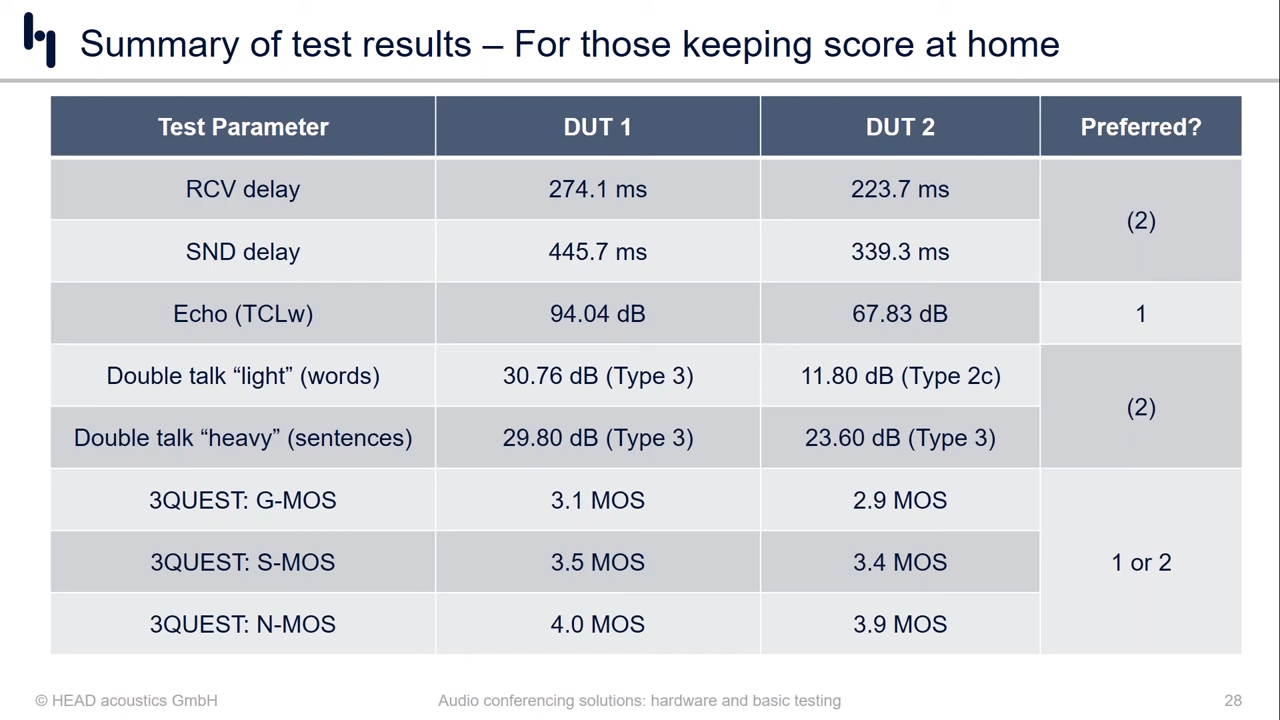 Summary of test results – For those keeping score at home
Test Parameter DUT 1 DUT 2 Preferred?
RCV delay 274.1 ms 223.7 ms
(2)
SND delay 445.7 ms 339.3 ms
Echo (TCLw) 94.04 dB 67.83 dB 1
Double talk “light” (words) 30.76 dB (Type 3) 11.80 dB (Type 2c)
(2)
Double talk “heavy” (sentences) 29.80 dB (Type 3) 23.60 dB (Type 3)
3QUEST: G-MOS 3.1 MOS 2.9 MOS
3QUEST: S-MOS 3.5 MOS 3.4 MOS 1 or 2
3QUEST: N-MOS 4.0 MOS 3.9 MOS
© HEAD acoustics GmbH Audio conferencing solutions: hardware and basic testing 28